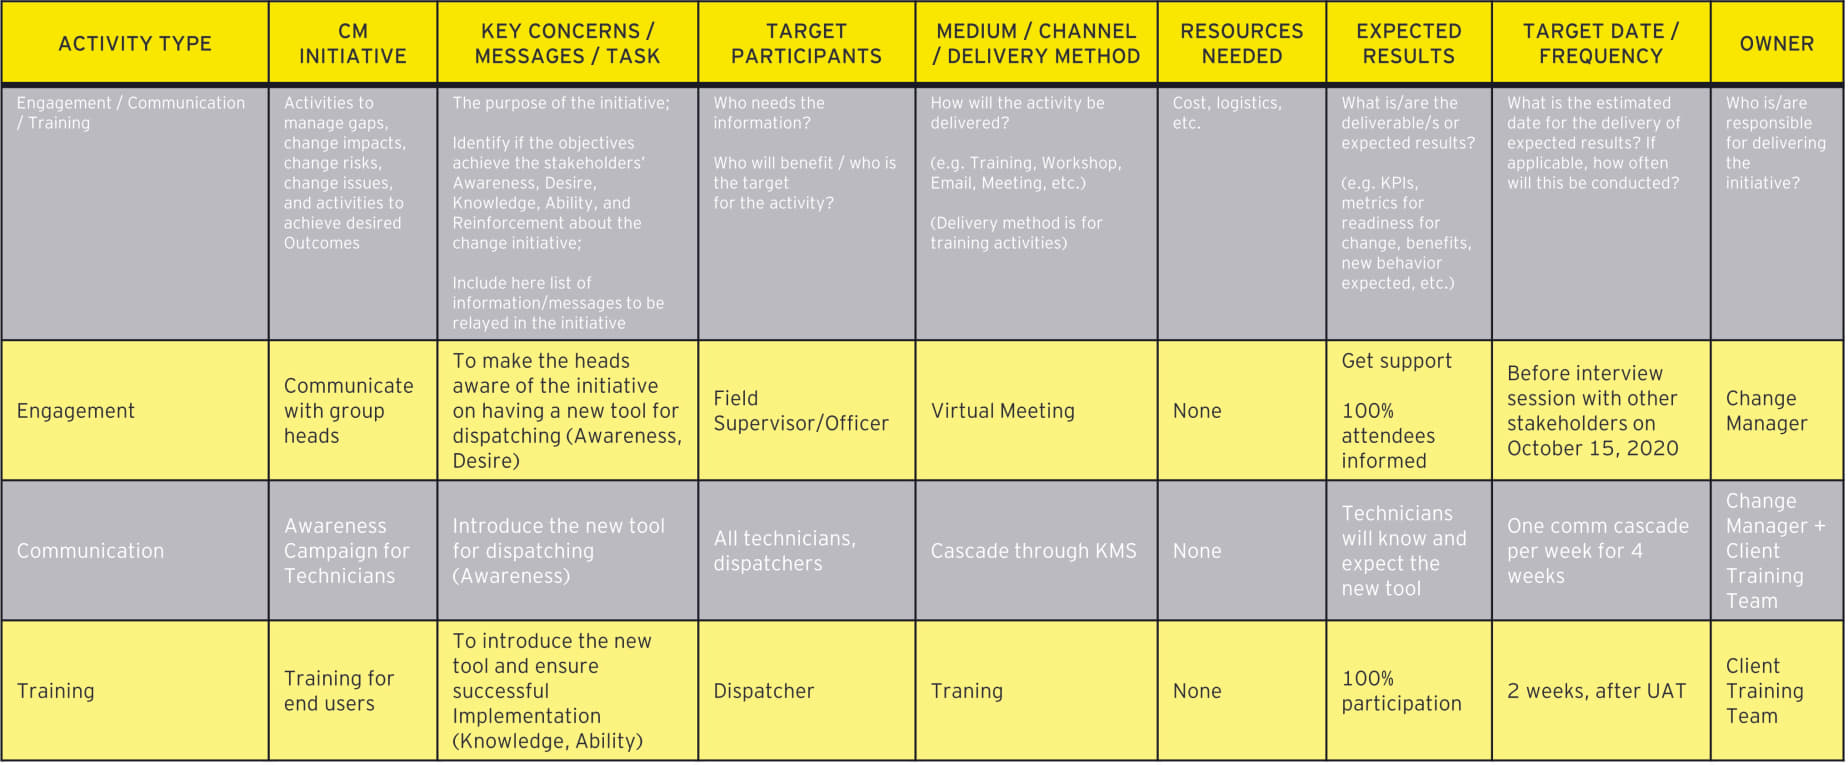 ACTIVITY TYPE
CM
INITIATIVE
KEY CONCERNS /
MESSAGES / TASK
TARGET
PARTICIPANTS
MEDIUM / CHANNEL
/ DELIVERY METHOD
RESOURCES
NEEDED
EXPECTED
RESULTS
TARGET DATE /
FREQUENCY
OWNER
Engagement / Communication
/ Training
Activities to
manage gaps,
change impacts,
change risks,
change issues,
and activities to
achieve desired
Outcomes
The purpose of the initiative;
Identify if the objectives
achieve the stakeholders'
Awareness, Desire,
Knowledge, Ability, and
Reinforcement about the
change initiative;
Include here list of
information/messages to be
relayed in the initiative
Who needs the
information?
Who will benefit / who is
the target
for the activity?
How will the activity be
delivered?
(e.g. Training, Workshop,
Email, Meeting, etc.)
(Delivery method is for
training activities)
Cost, logistics,
etc.
What is/are the
deliverable/s or
expected results?
(e.g. KPIs,
metrics for
readiness for
change, benefits,
new behavior
expected, etc.)
What is the estimated
date for the delivery of
expected results? If
applicable, how often
will this be conducted?
Who is/are
responsible
for delivering
the
initiative?
Engagement
Communicate
with group
heads
To make the heads
aware of the initiative
on having a new tool for
dispatching (Awareness,
Desire)
Field
Supervisor/Officer
Virtual Meeting
None
Get support
100%
attendees
informed
Before interview
session with other
stakeholders on
October 15, 2020
Change
Manager
Communication
Awareness
Campaign for
Technicians
Introduce the new tool
for dispatching
(Awareness)
All technicians,
dispatchers
Cascade through KMS
None
Technicians
will know and
expect the
new tool
One comm cascade
per week for 4
weeks
Change
Manager +
Client
Training
Team
Training
Training for
end users
To introduce the new
tool and ensure
successful
Implementation
(Knowledge, Ability)
Dispatcher
Traning
None
100%
participation
2 weeks, after UAT
Client
Training
Team